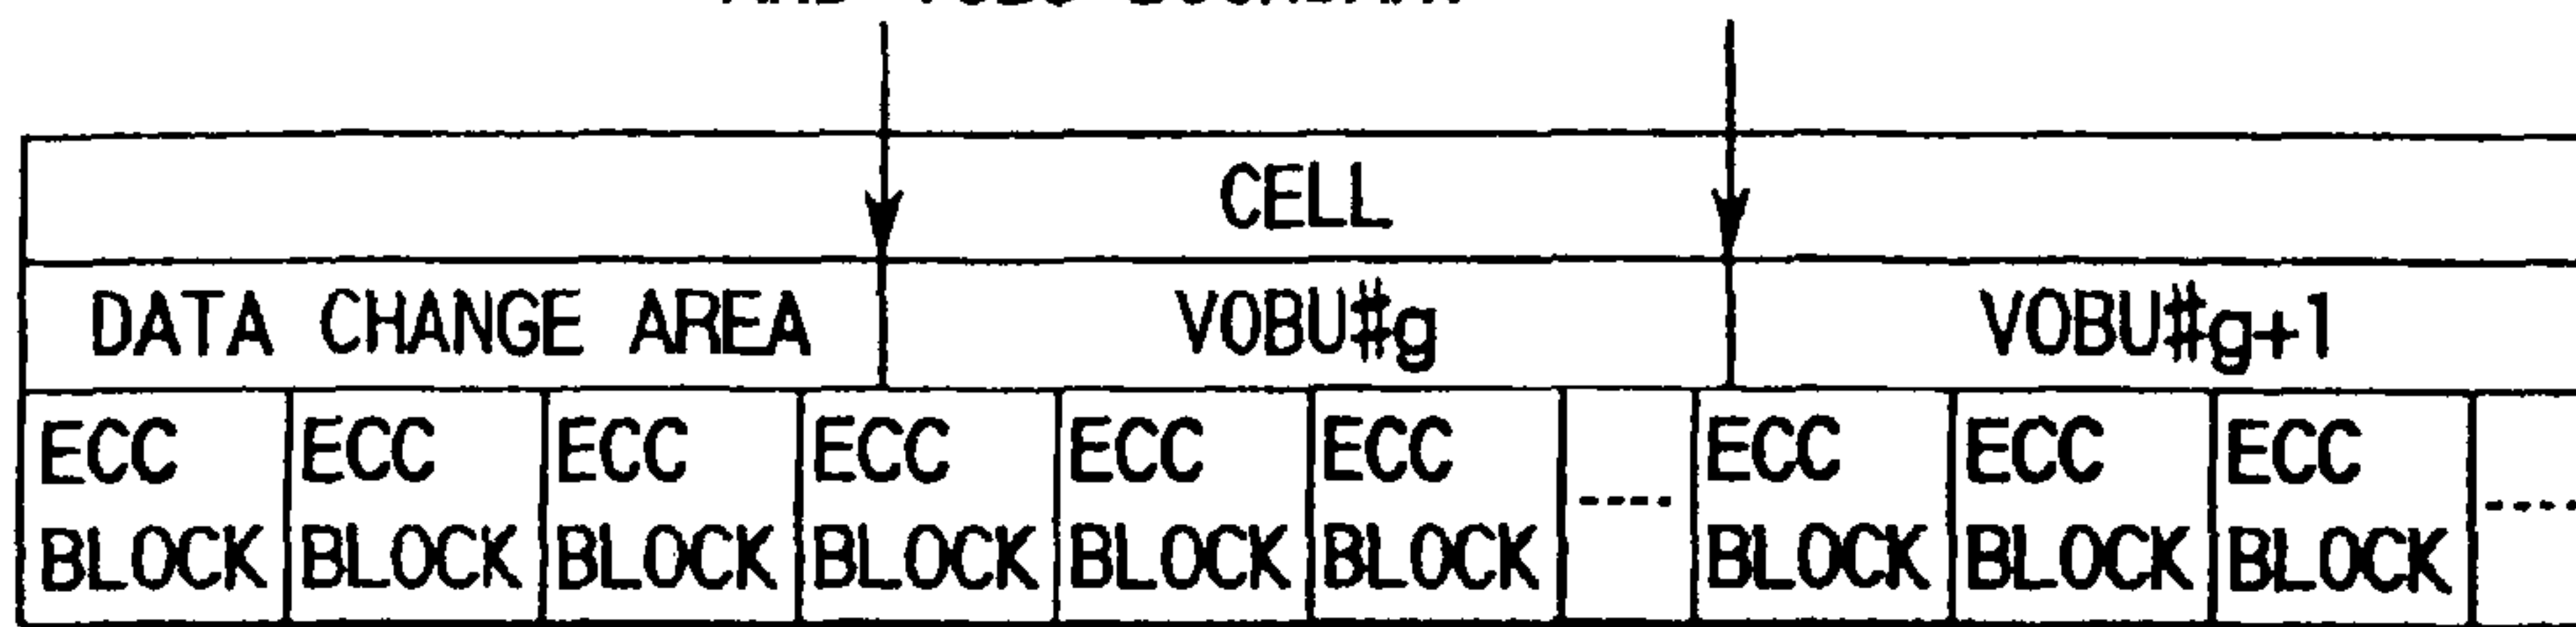 CELL
DATA CHANGE AREA VOBU#g VOBU#g+1
ECC ECC ECC ECC ECC ECC ---- ECC ECC ECC ----
BLOCK BLOCK BLOCK BLOCK BLOCK BLOCK BLOCK BLOCK BLOCK